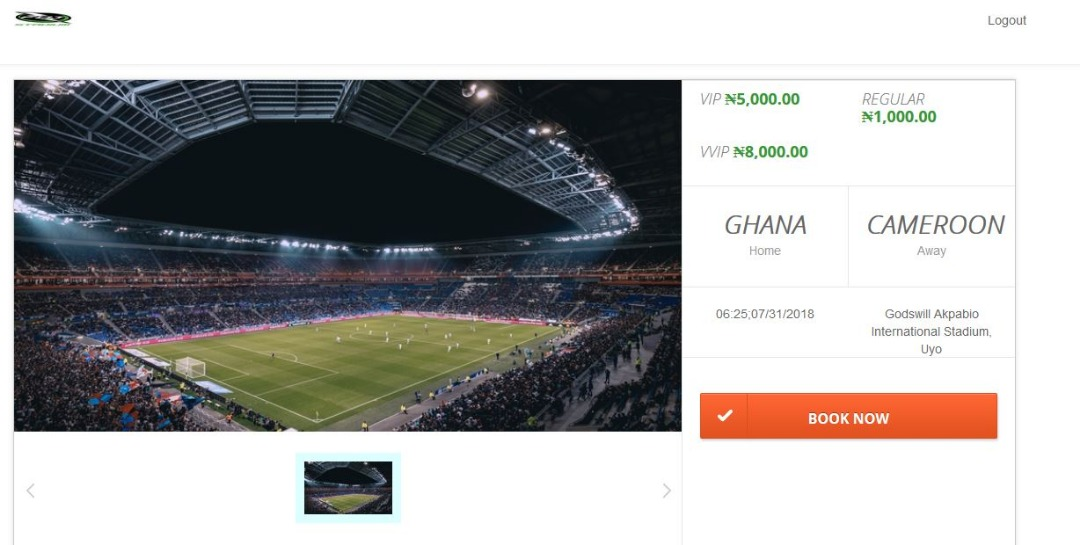 Logout
VIP ₦5,000.00
REGULAR
₦1,000.00
VVIP ₦8,000.00
GHANA
Home
CAMEROON
Away
06:25;07/31/2018
Godswill Akpabio
International Stadium,
Uyo
BOOK NOW